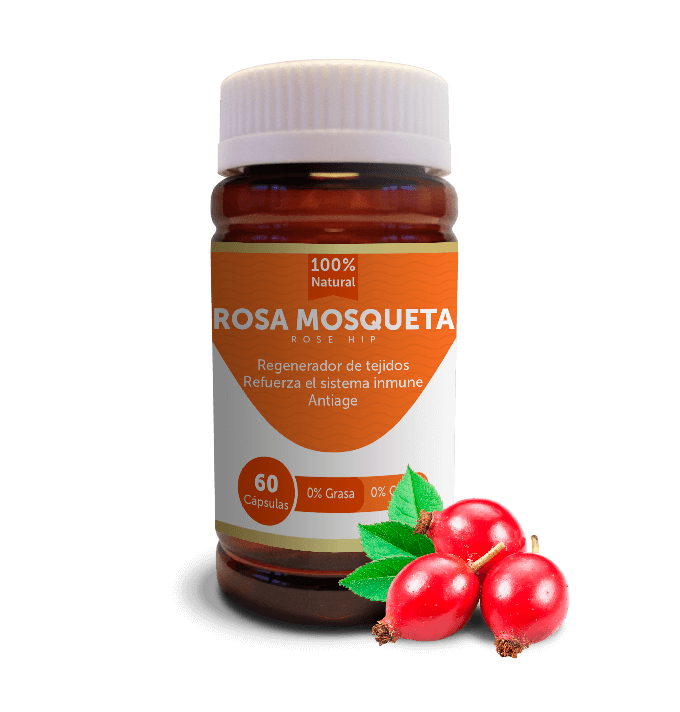 100%
Natural
ROSA MOSQUETA
ROSE HIP
Regenerador de tejidos
Refuerza el sistema inmune
Antiage
60
Cápsulas
0% Grasa
0%